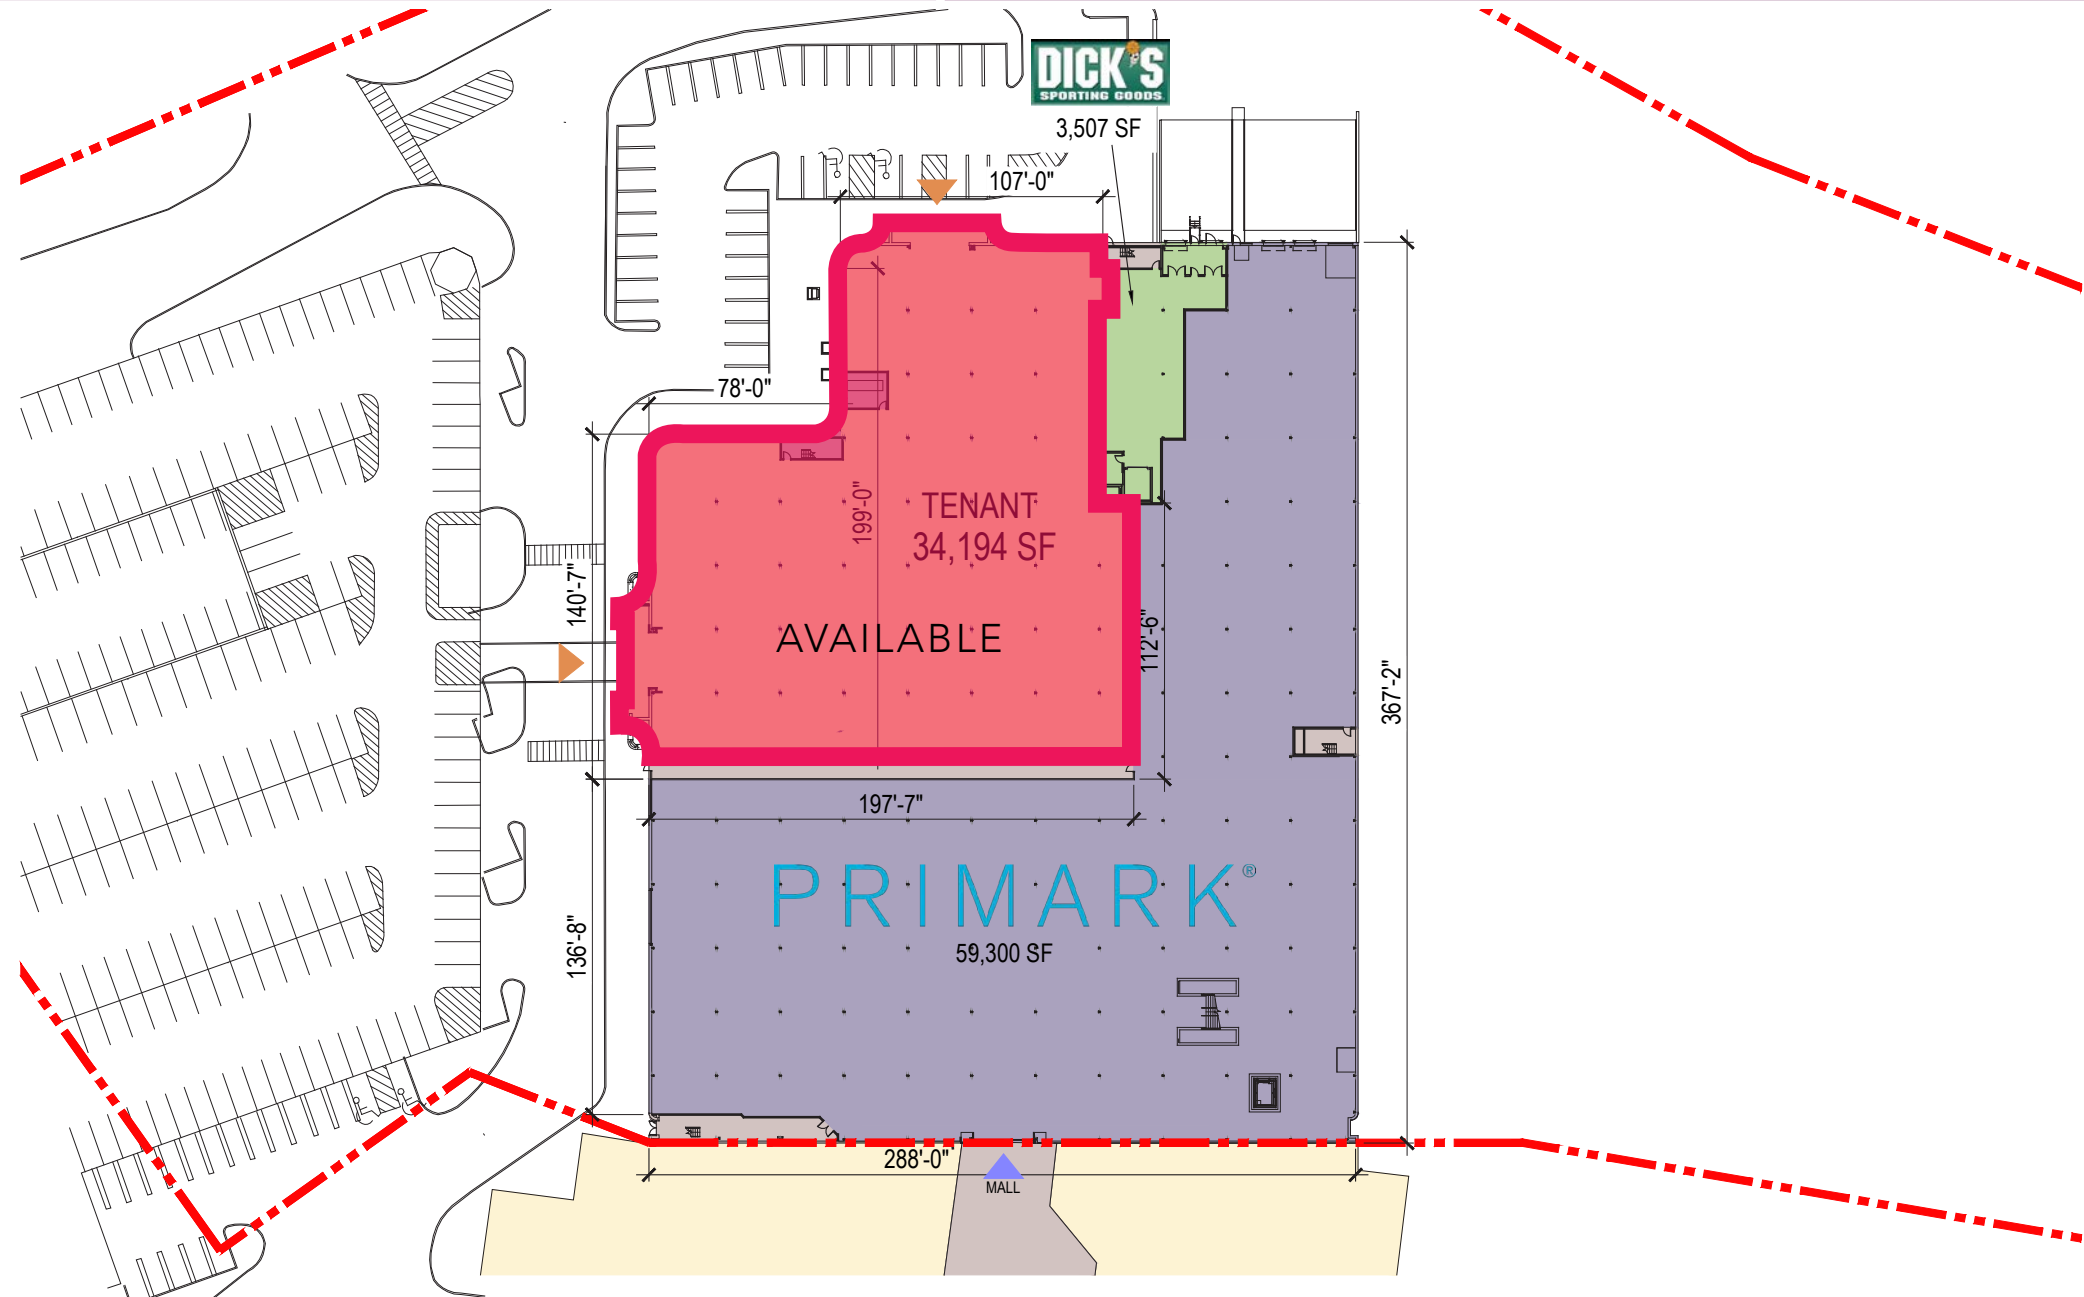 DICK'S
SPORTING GOODS
3,507 SF
107'-0"
78'-0"
199'-0"
TENANT
34,194 SF
140'-7"
AVAILABLE
112'-6"
367'-2"
197'-7"
PRIMARK®
59,300 SF
136'-8"
288'-0"
MALL